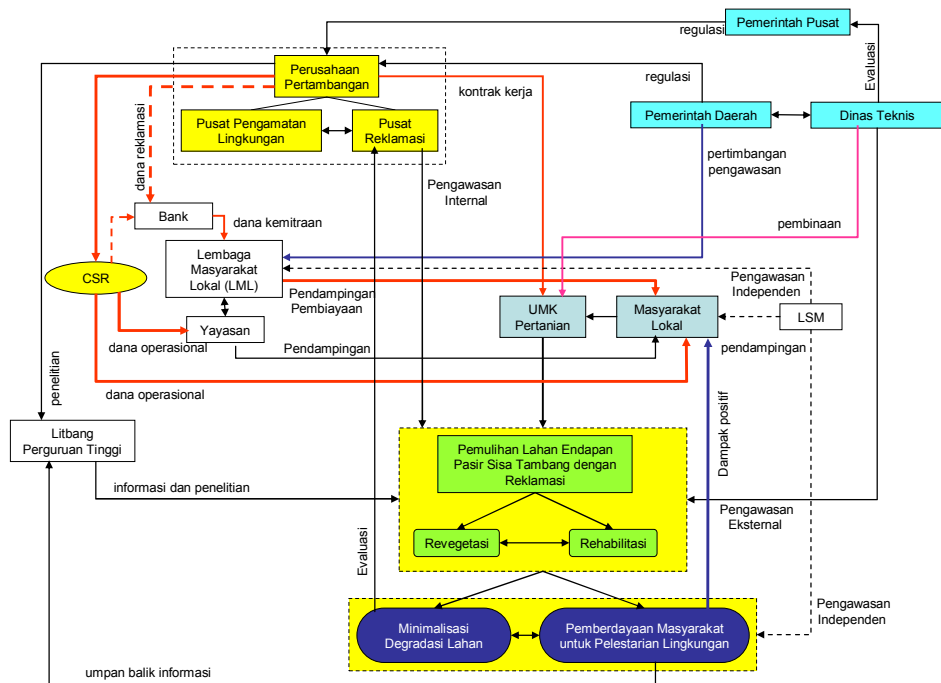 Pemerintah Pusat
regulasi
Evaluasi
Perusahaan
Pertambangan
regulasi
kontrak kerja
Pusat Pengamatan
Lingkungan
Pusat
Reklamasi
Pemerintah Daerah
Dinas Teknis
dana reklamasi
pertimbangan
pengawasan
Pengawasan
Internal
Bank
dana kemitraan
pembinaan
Lembaga
Masyarakat
Lokal (LML)
CSR
Pengawasan
Independen
Pendampingan
Pembiayaan
UMK
Pertanian
Masyarakat
Lokal
LSM
Yayasan
dana operasional
Pendampingan
pendampingan
penelitian
dana operasional
Dampak positif
Litbang
Perguruan Tinggi
Pemulihan Lahan Endapan
Pasir Sisa Tambang dengan
Reklamasi
informasi dan penelitian
Pengawasan
Eksternal
Revegetasi
Rehabilitasi
Evaluasi
Pengawasan
Independen
Minimalisasi
Degradasi Lahan
Pemberdayaan Masyarakat
untuk Pelestarian Lingkungan
umpan balik informasi